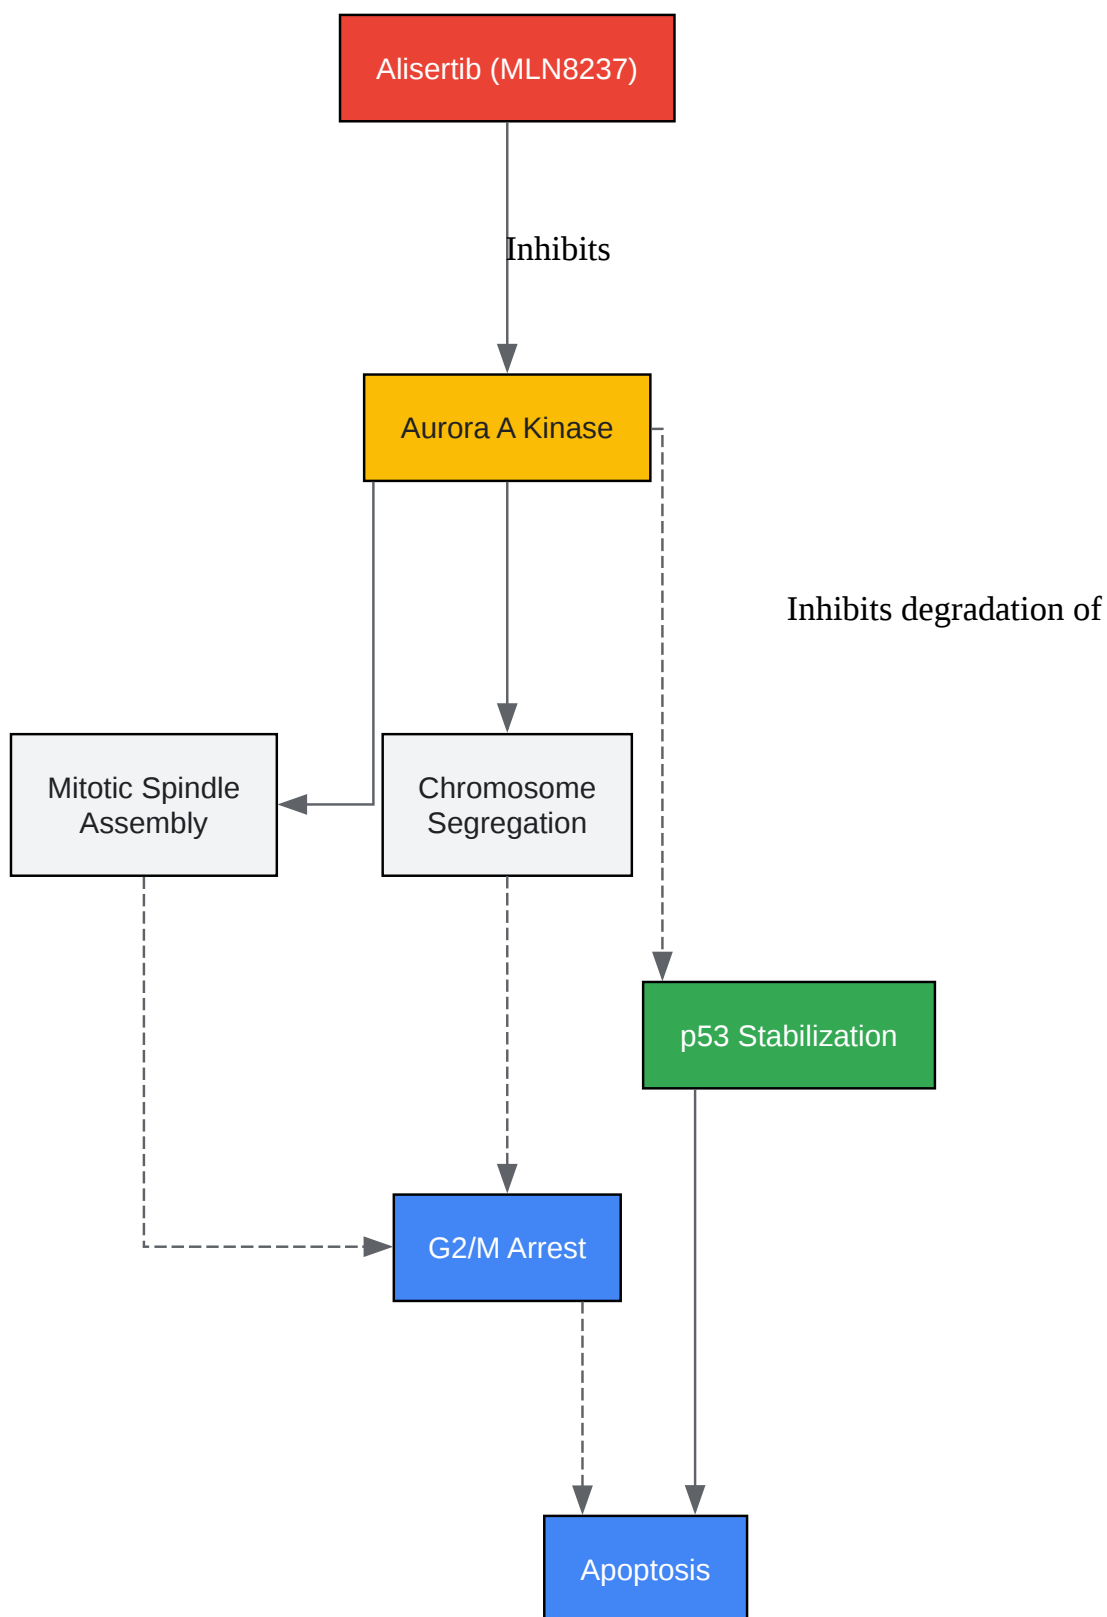 Alisertib (MLN8237)
Inhibits
Aurora A Kinase
Inhibits degradation of
Mitotic Spindle
Assembly
Chromosome
Segregation
p53 Stabilization
G2/M Arrest
Apoptosis